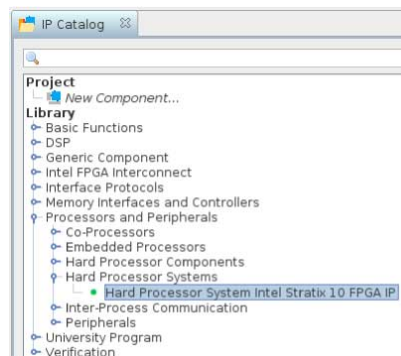 IP Catalog
Project
New Component...
Library
Basic Functions
DSP
Generic Component
Intel FPGA Interconnect
Interface Protocols
Memory Interfaces and Controllers
Processors and Peripherals
Co-Processors
Embedded Processors
Hard Processor Components
Hard Processor Systems
Hard Processor System Intel Stratix 10 FPGA IP
Inter-Process Communication
Peripherals
University Program
Verification